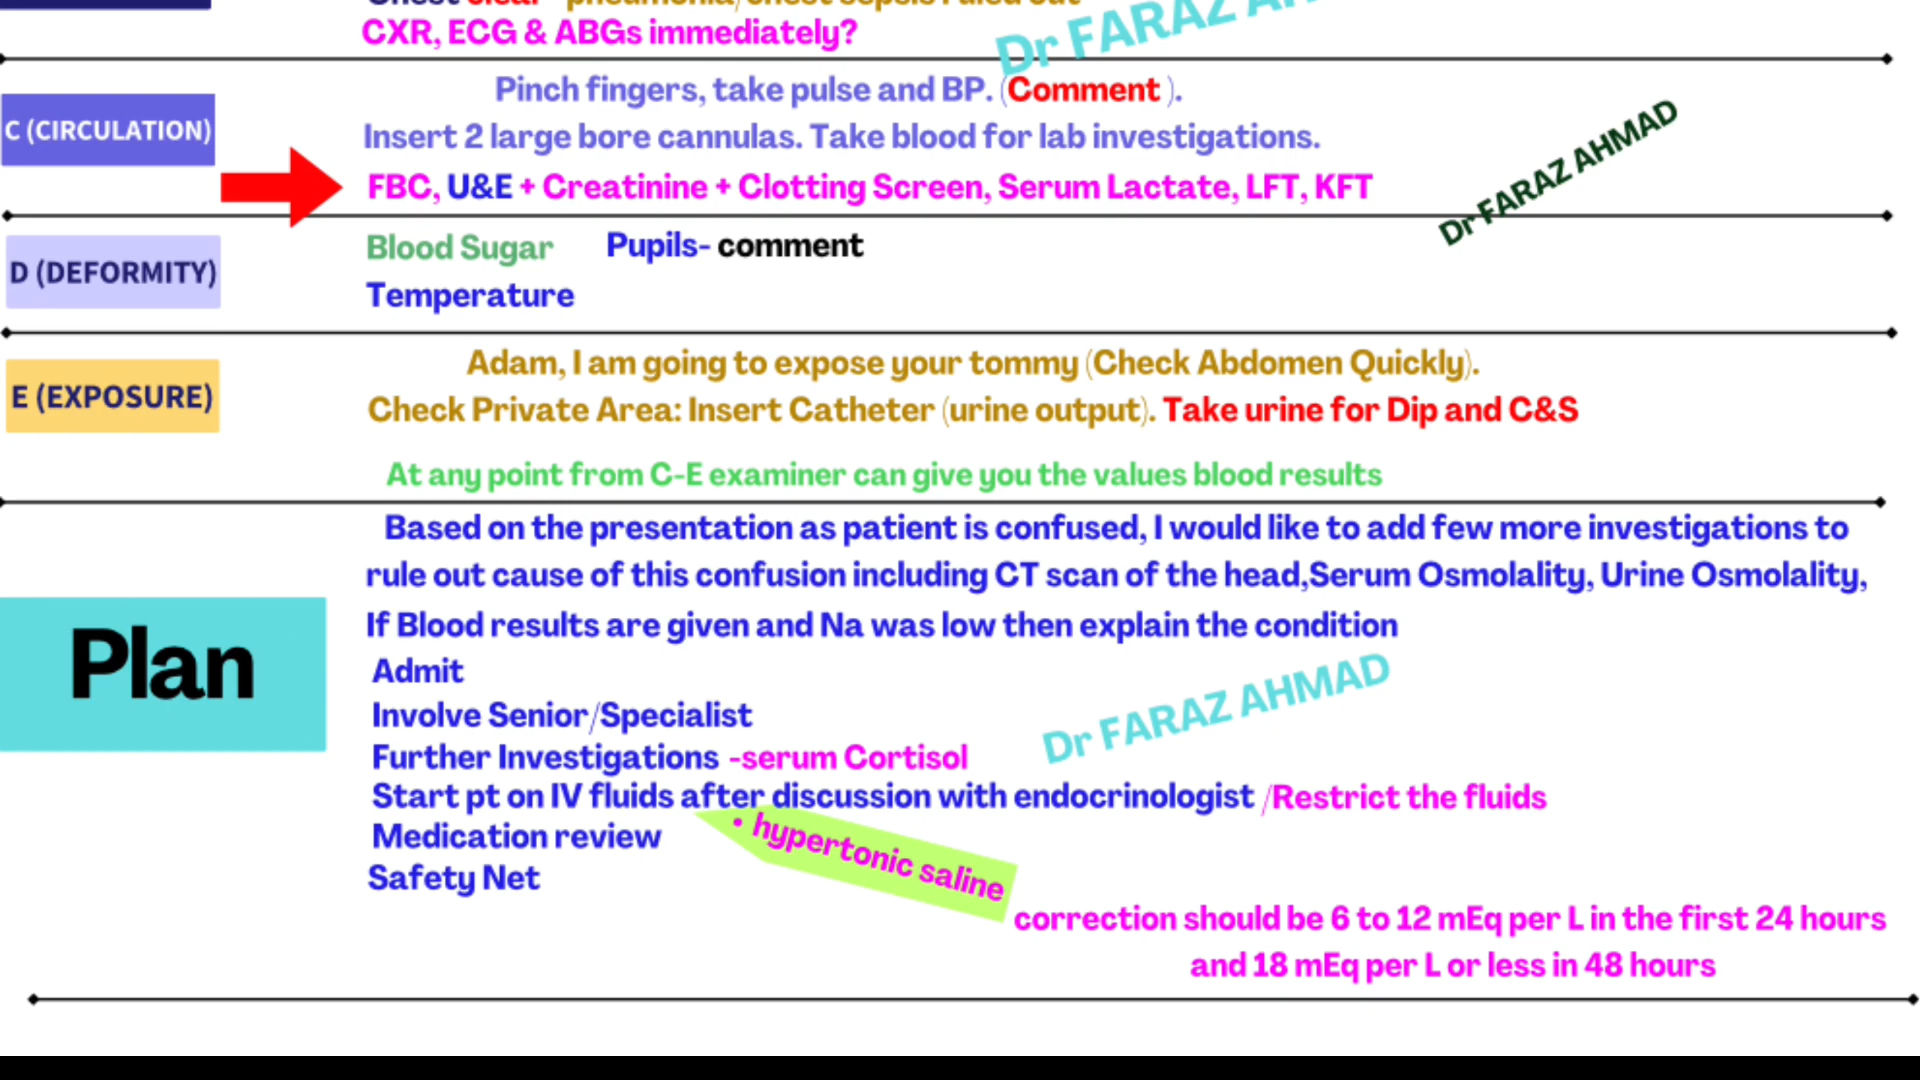 Chest clear - pneumonia/chest sepsis ruled out
CXR, ECG & ABGs immediately?
Dr FARAZ AH
C (CIRCULATION)
Pinch fingers, take pulse and BP. (Comment ).
Insert 2 large bore cannulas. Take blood for lab investigations.
FBC, U&E + Creatinine + Clotting Screen, Serum Lactate, LFT, KFT
Dr FARAZ AHMAD
D (DEFORMITY)
Blood Sugar Pupils- comment
Temperature
E (EXPOSURE)
Adam, I am going to expose your tommy (Check Abdomen Quickly).
Check Private Area: Insert Catheter (urine output). Take urine for Dip and C&S
At any point from C-E examiner can give you the values blood results
Plan
Based on the presentation as patient is confused, I would like to add few more investigations to
rule out cause of this confusion including CT scan of the head,Serum Osmolality, Urine Osmolality,
If Blood results are given and Na was low then explain the condition
Admit
Involve Senior/Specialist
Further Investigations -serum Cortisol
Dr FARAZ AHMAD
Start pt on IV fluids after discussion with endocrinologist /Restrict the fluids
• hypertonic saline
Medication review
Safety Net
correction should be 6 to 12 mEq per L in the first 24 hours
and 18 mEq per L or less in 48 hours